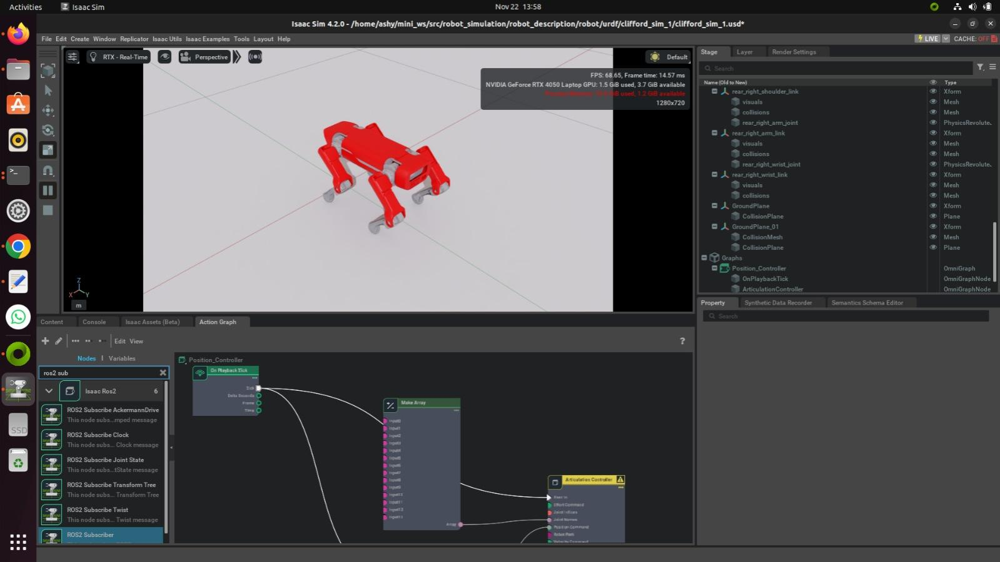 Activities
Isaac Sim
Nov 22 13:58
Isaac Sim 4.2.0 - /home/ashy/mini_ws/src/robot_simulation/robot_description/robot/urdf/clifford_sim_1/clifford_sim_1.usd*
File Edit Create Window Replicator Isaac Utils Isaac Examples Tools Layout Help
LIVE
CACHE: OFF
RTX - Real-Time
Perspective
Default
FPS: 68.65, Frame time: 14.57 ms
NVIDIA GeForce RTX 4050 Laptop GPU: 1.5 GiB used, 3.7 GiB available
GiB used, 1.2 GiB available
1280x720
Z
X
Y
m
Stage
Layer
Render Settings
Search
Name (Old to New)
Type
rear_right_shoulder_link Xform
visuals Mesh
collisions Mesh
rear_right_arm_joint PhysicsRevolute.
rear_right_arm_link Xform
visuals Mesh
collisions Mesh
rear_right_wrist_joint PhysicsRevolute.
rear_right_wrist_link Xform
visuals Mesh
collisions Mesh
GroundPlane Xform
CollisionPlane Plane
GroundPlane_01 Xform
CollisionMesh Mesh
CollisionPlane Plane
Graphs
Position_Controller OmniGraph
OnPlaybackTick OmniGraphNode
ArticulationController OmniGraphNode
Property
Synthetic Data Recorder
Semantics Schema Editor
Search
Content
Console
Isaac Assets (Beta)
Action Graph
Edit View
?
Nodes | Variables
ros2 sub
Isaac Ros2 6
ROS2 Subscribe AckermannDrive
This node subs...mped message
ROS2 Subscribe Clock
This node subs... Clock message
ROS2 Subscribe Joint State
This node subs...tState message
ROS2 Subscribe Transform Tree
This node subs... Transform Tree
ROS2 Subscribe Twist
This node subs... Twist message
ROS2 Subscriber
SSD
Position_Controller
On Playback Tick
Tick
Delta Seconds
Frame
Time
Make Array
Input0
Input1
Input2
Input3
Input4
Input5
Input6
Input7
Input8
Input9
Input10
Input11
Input12
Input13
Array
Articulation Controller
Exec In
Effort Command
Joint Indices
Joint Names
Position Command
Robot Path
Velocity Command